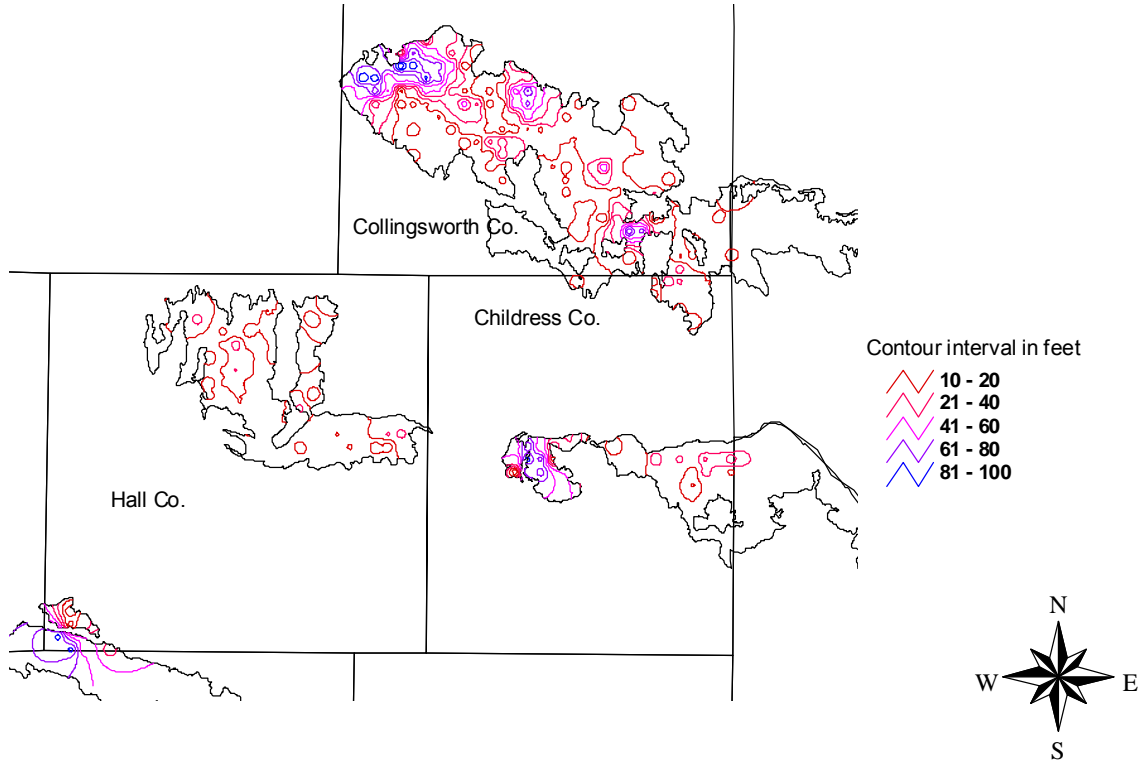 Collingsworth Co.
Childress Co.
Hall Co.
Contour interval in feet
10 - 20
21 - 40
41 - 60
61 - 80
81 - 100
N
W E
S